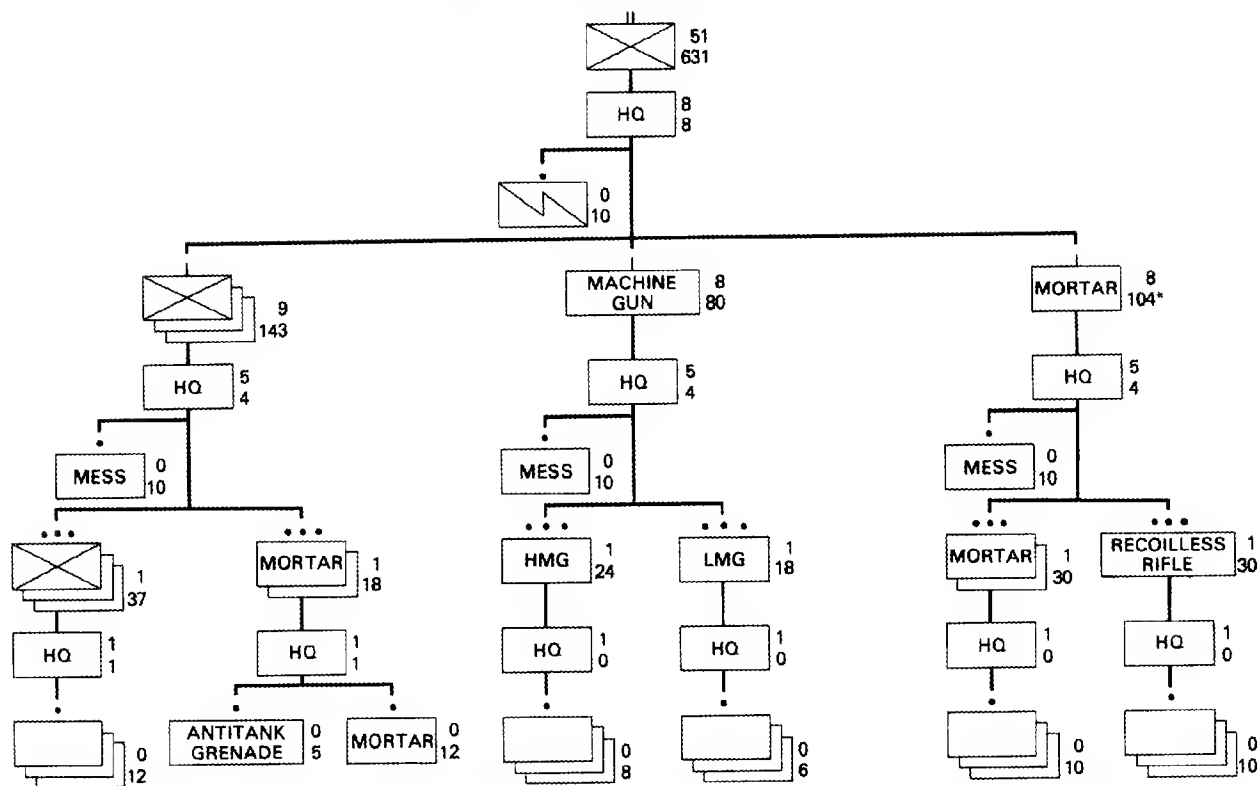 51
631
HQ
8
8
0
10
9
143
MACHINE
GUN
8
80
MORTAR
8
104*
HQ
5
4
HQ
5
4
HQ
5
4
MESS
0
10
MESS
0
10
MESS
0
10
1
37
MORTAR
1
18
HMG
1
24
LMG
1
18
MORTAR
1
30
RECOILLESS
RIFLE
1
30
HQ
1
1
HQ
1
1
HQ
1
0
HQ
1
0
HQ
1
0
HQ
1
0
0
12
ANTITANK
GRENADE
0
5
MORTAR
0
12
0
8
0
6
0
10
0
10